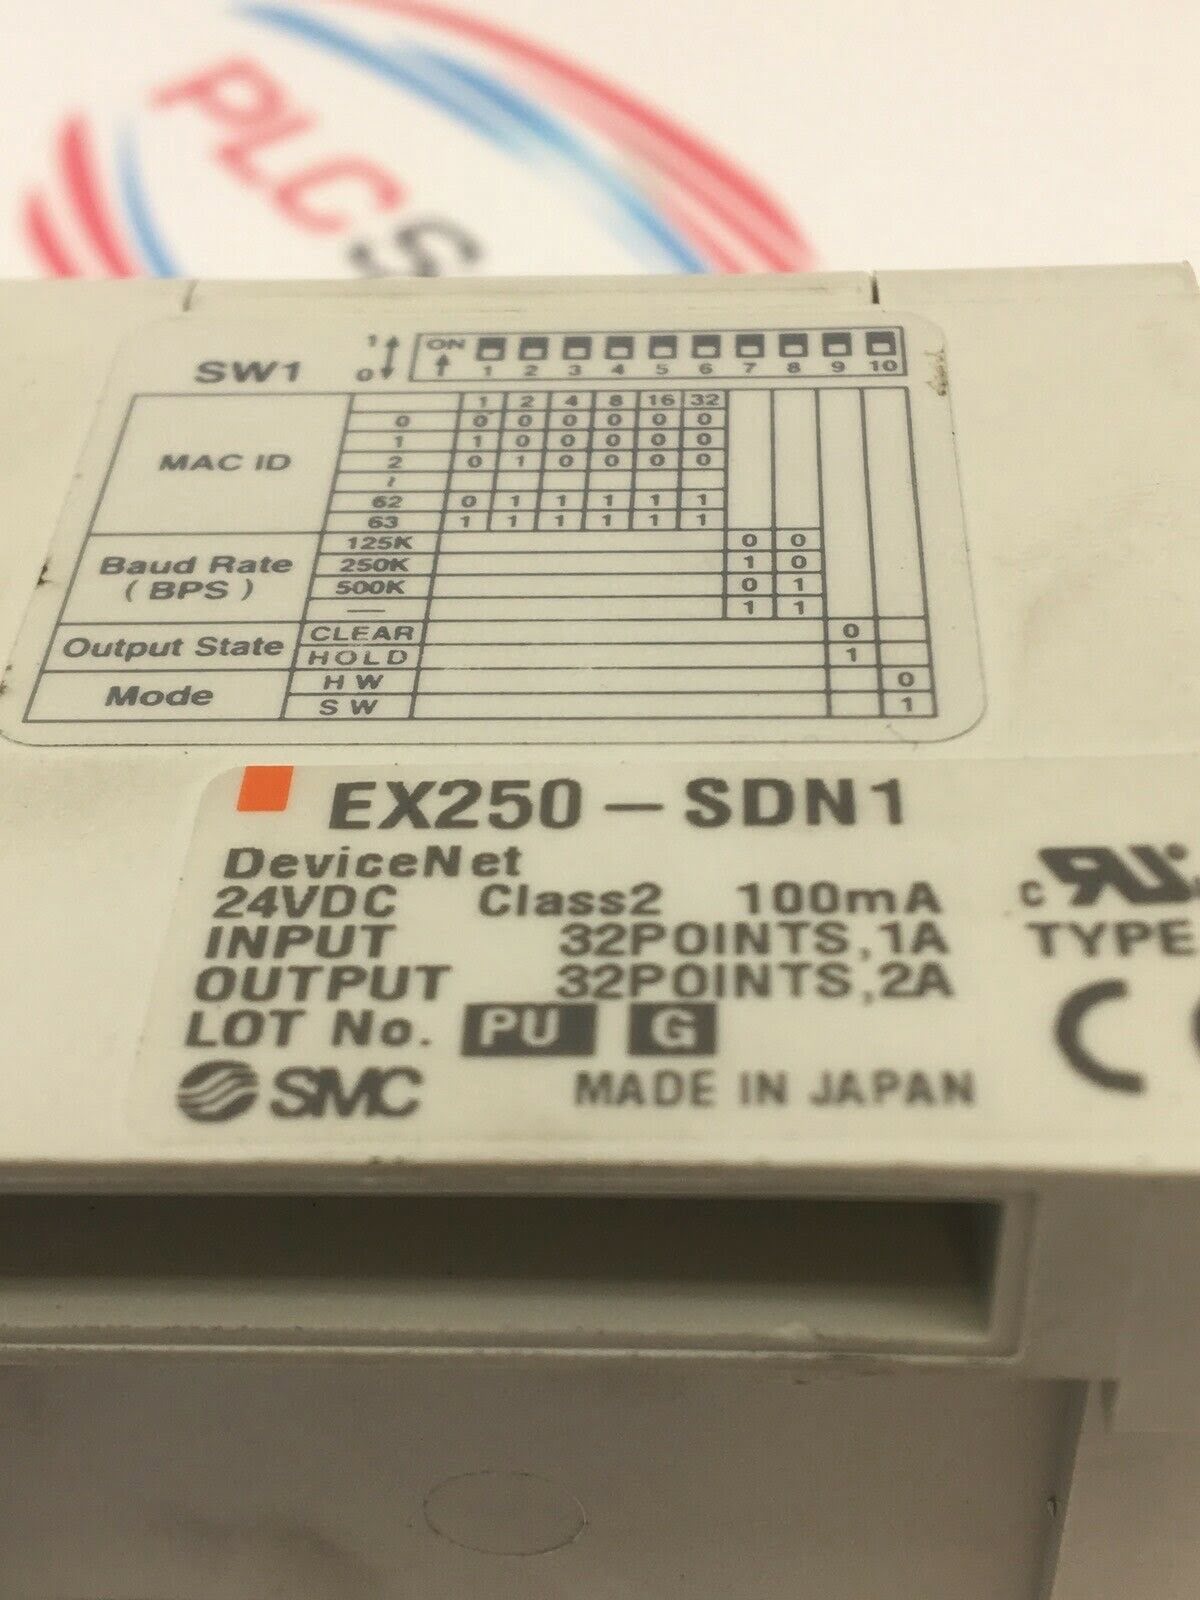 PLCS
SW1 1 0 ON 1 2 3 4 5 6 7 8 9 10
1 2 4 8 16 32
0 0 0 0 0 0 0
1 1 0 0 0 0 0
MAC ID 2 0 1 0 0 0 0
≀
62 0 1 1 1 1 1
63 1 1 1 1 1 1
125K 0 0
Baud Rate 250K 1 0
(BPS) 500K 0 1
— 1 1
Output State CLEAR 0
HOLD 1
Mode HW 0
SW 1
EX250-SDN1
DeviceNet
24VDC Class2 100mA
INPUT 32POINTS,1A
OUTPUT 32POINTS,2A
LOT No. PU G
SMC MADE IN JAPAN
c RU
TYPE
C